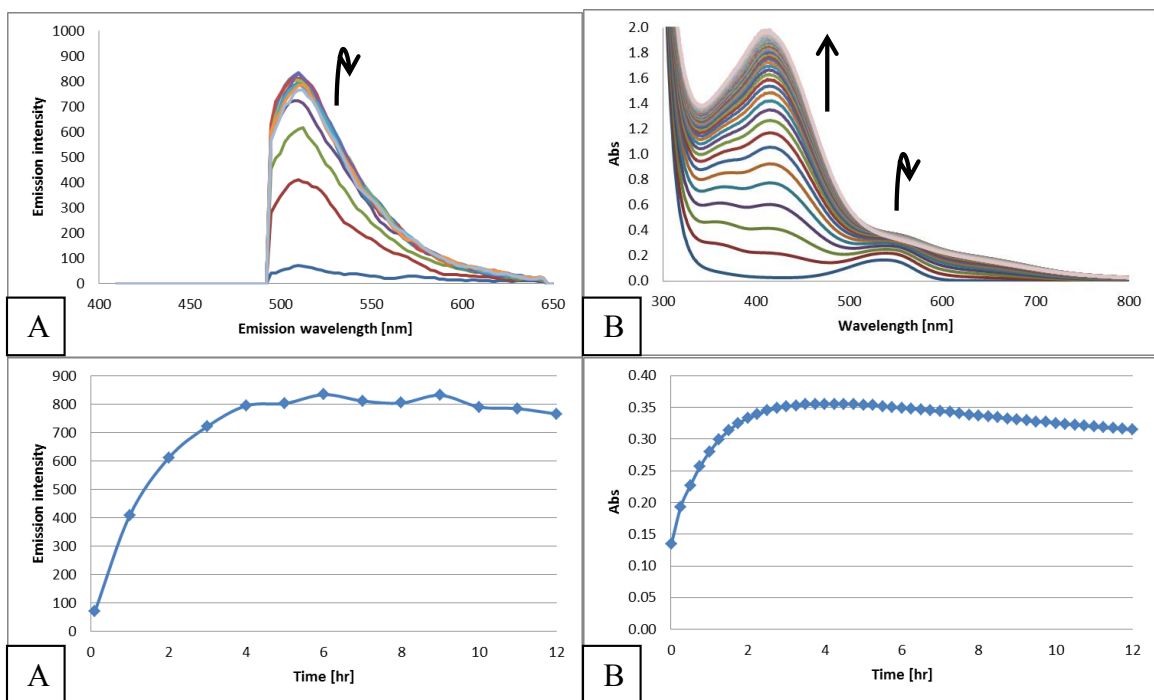 1000
900
800
700
600
500
400
300
200
100
0
Emission intensity
400 450 500 550 600 650
Emission wavelength [nm]
A
2.0
1.8
1.6
1.4
1.2
1.0
0.8
0.6
0.4
0.2
0.0
Abs
300 400 500 600 700 800
Wavelength [nm]
B
900
800
700
600
500
400
300
200
100
0
Emission intensity
0 2 4 6 8 10 12
Time [hr]
A
0.40
0.35
0.30
0.25
0.20
0.15
0.10
0.05
0.00
Abs
0 2 4 6 8 10 12
Time [hr]
B